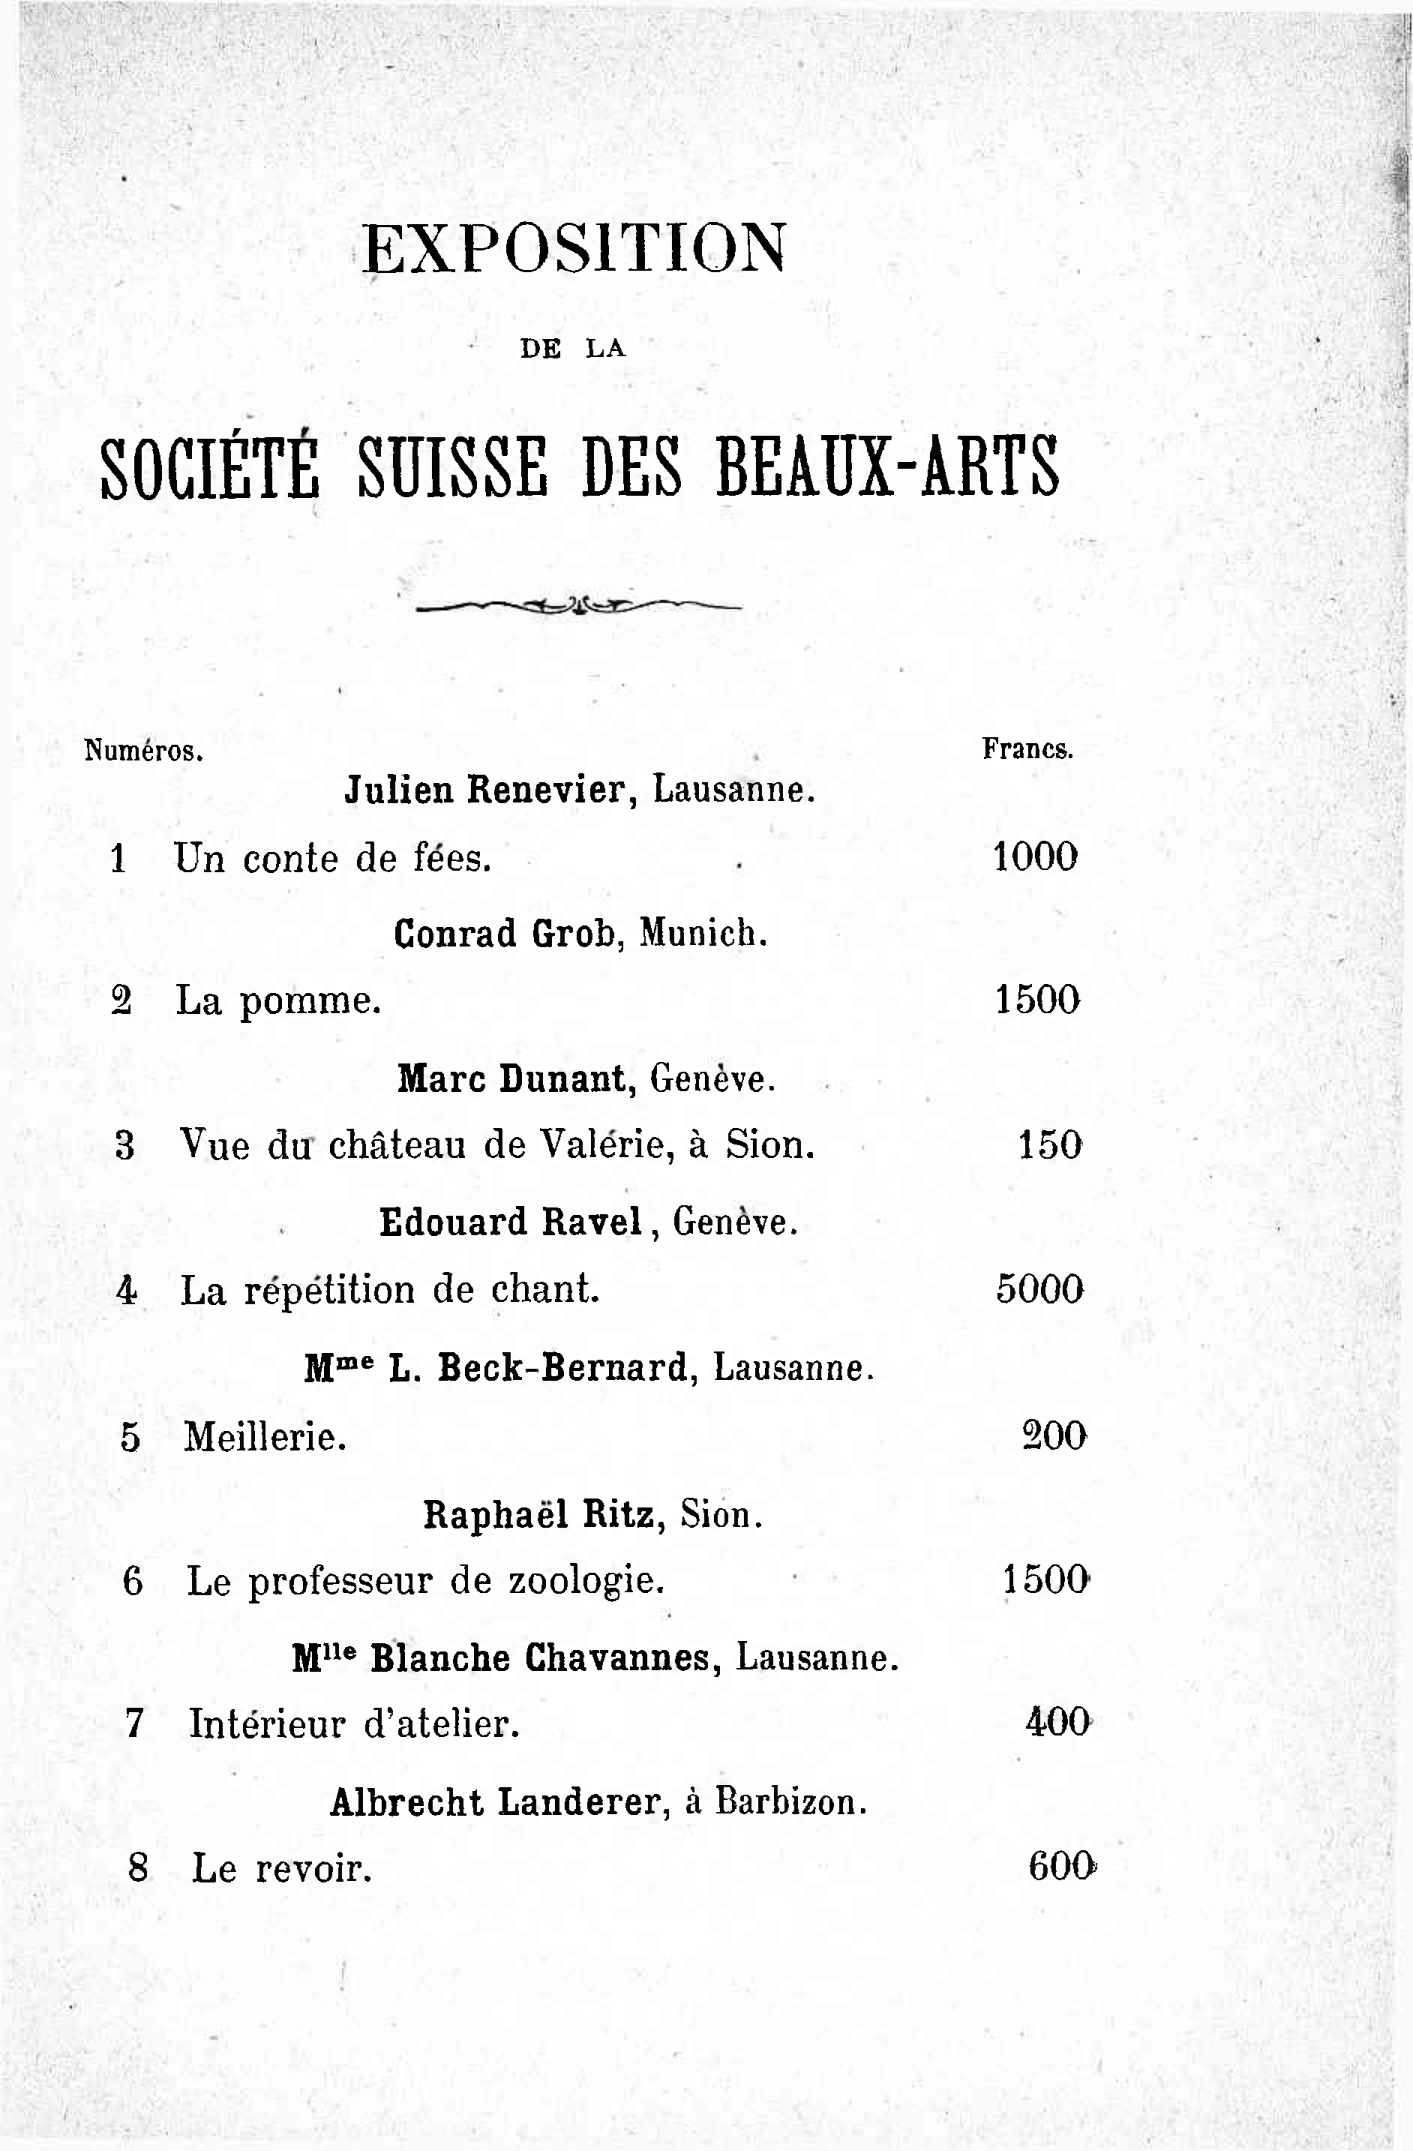 EXPOSITION
DE LA
SOCIÉTÉ SUISSE DES BEAUX-ARTS
Numéros. Francs.
Julien Renevier, Lausanne.
1 Un conte de fées. 1000
Conrad Grob, Munich.
2 La pomme. 1500
Marc Dunant, Genève.
3 Vue du château de Valérie, à Sion. 150
Edouard Ravel, Genève.
4 La répétition de chant. 5000
Mme L. Beck-Bernard, Lausanne.
5 Meillerie. 200
Raphaël Ritz, Sion.
6 Le professeur de zoologie. 1500
Mlle Blanche Chavannes, Lausanne.
7 Intérieur d'atelier. 400
Albrecht Landerer, à Barbizon.
8 Le revoir. 600